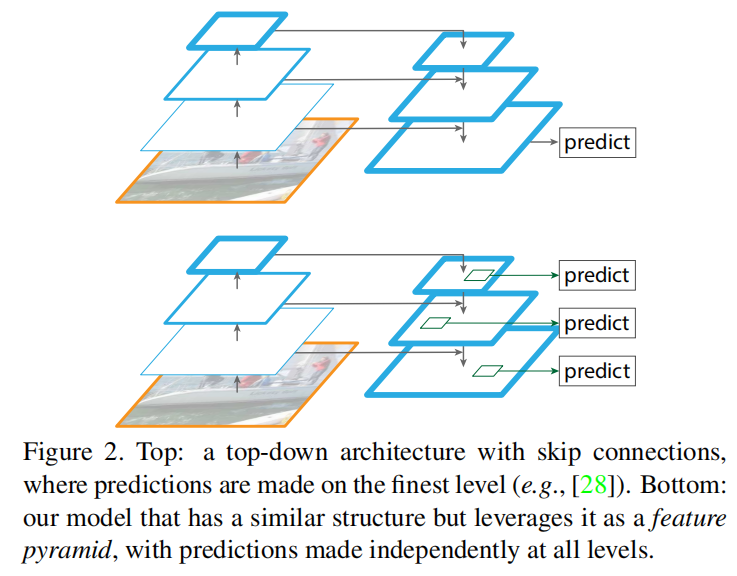 predict
predict
predict
predict
Figure 2. Top: a top-down architecture with skip connections,
where predictions are made on the finest level (e.g., [28]). Bottom:
our model that has a similar structure but leverages it as a feature
pyramid, with predictions made independently at all levels.